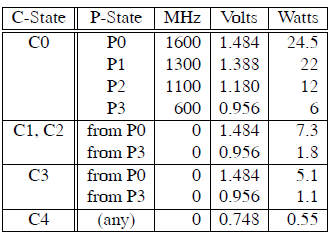 C-State P-State MHz Volts Watts
C0 P0 1600 1.484 24.5
P1 1300 1.388 22
P2 1100 1.180 12
P3 600 0.956 6
C1, C2 from P0 0 1.484 7.3
from P3 0 0.956 1.8
C3 from P0 0 1.484 5.1
from P3 0 0.956 1.1
C4 (any) 0 0.748 0.55